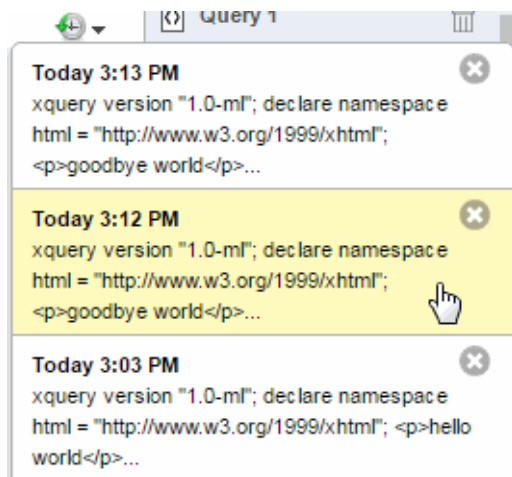 Query 1
Today 3:13 PM
xquery version "1.0-ml"; declare namespace
html = "http://www.w3.org/1999/xhtml";
<p>goodbye world</p>...
Today 3:12 PM
xquery version "1.0-ml"; declare namespace
html = "http://www.w3.org/1999/xhtml";
<p>goodbye world</p>...
Today 3:03 PM
xquery version "1.0-ml"; declare namespace
html = "http://www.w3.org/1999/xhtml"; <p>hello
world</p>...